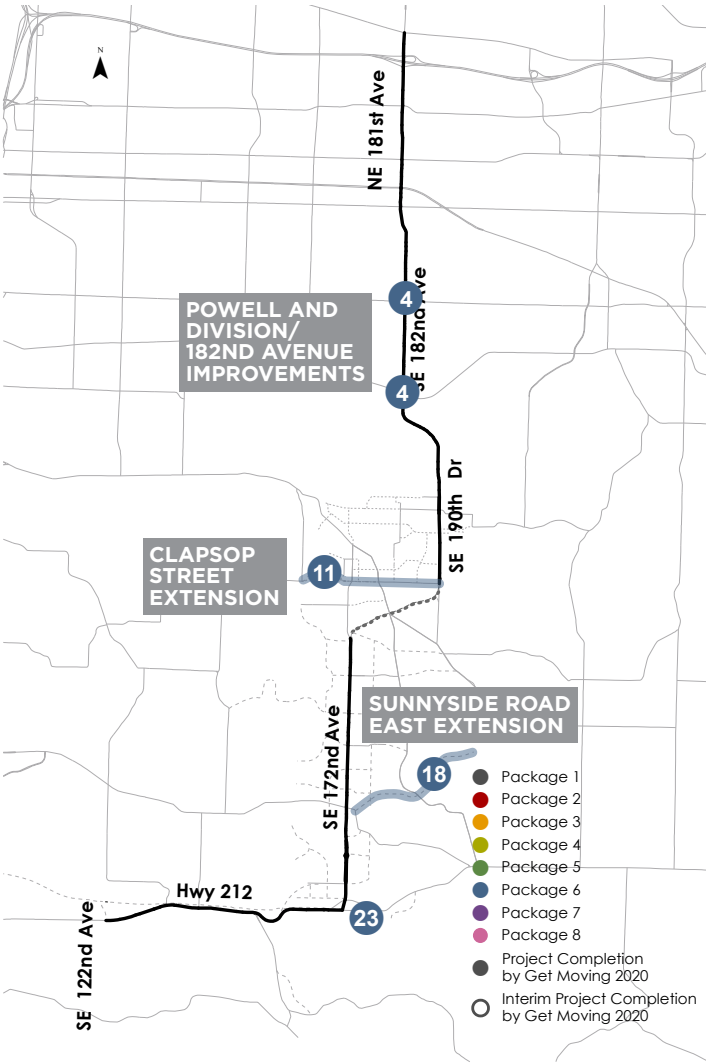 N
NE 181st Ave
4
SE 182nd Ave
POWELL AND
DIVISION/
182ND AVENUE
IMPROVEMENTS
4
SE 190th Dr
CLAPSOP
STREET
EXTENSION
11
SUNNYSIDE ROAD
EAST EXTENSION
SE 172nd Ave
18
Package 1
Package 2
Package 3
Package 4
Package 5
Package 6
Package 7
Package 8
Project Completion
by Get Moving 2020
Interim Project Completion
by Get Moving 2020
Hwy 212
23
SE 122nd Ave